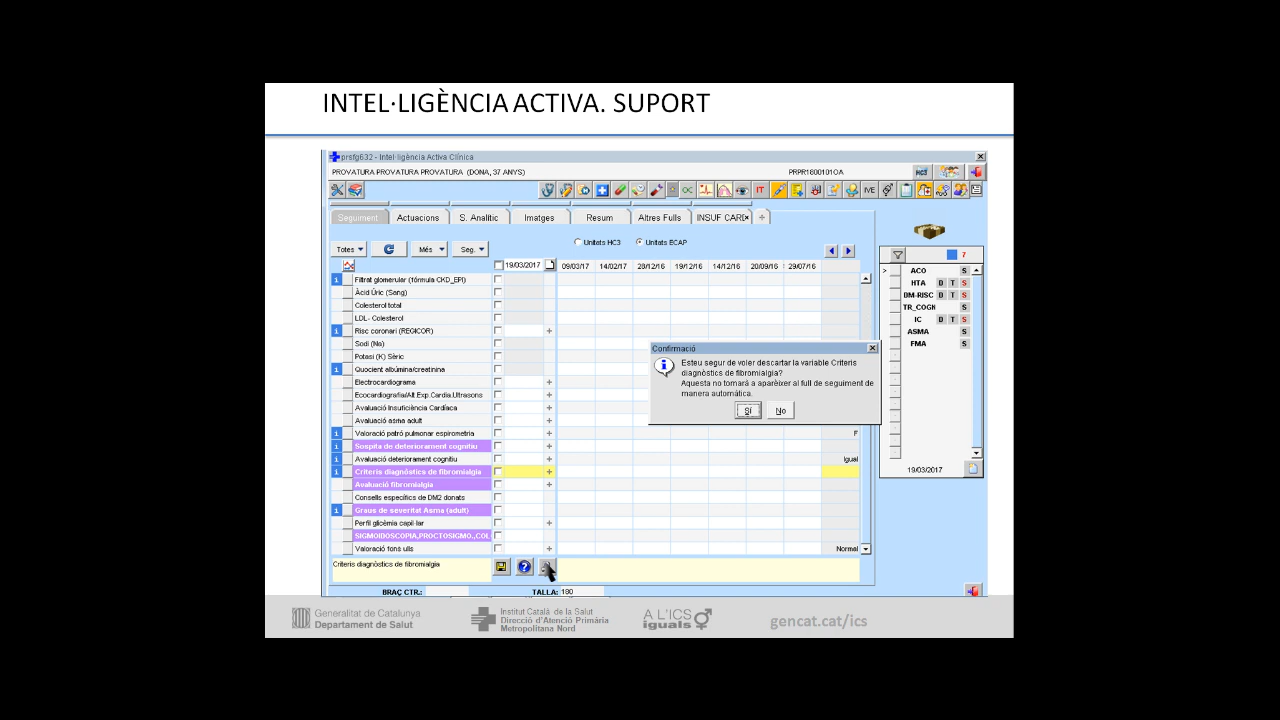 INTEL·LIGÈNCIA ACTIVA. SUPORT
prsfg632 - Intel·ligència Activa Clínica
PROVATURA PROVATURA PROVATURA (DONA, 37 ANYS)
PRPR1800101OA
HC3
IT
IVE
Seguiment
Actuacions
S. Analític
Imatges
Resum
Altres Fulls
INSUF CARD
Unitats HC3
Unitats ECAP
Totes
Més
Seg.
19/03/2017
09/03/17
14/02/17
28/12/16
19/12/16
14/12/16
20/09/16
29/07/16
Filtrat glomerular (fórmula CKD_EPI)
Àcid Úric (Sang)
Colesterol total
LDL- Colesterol
Risc coronari (REGICOR)
Sodi (Na)
Potasi (K) Sèric
Quocient albúmina/creatinina
Electrocardiograma
Ecocardiografia/Alt.Exp.Cardia.Ultrasons
Avaluació Insuficiència Cardíaca
Avaluació asma adult
Valoració patró pulmonar espirometria
F
Sospita de deteriorament cognitiu
Avaluació deteriorament cognitiu
Igual
Criteris diagnòstics de fibromialgia
Avaluació fibromialgia
Consells específics de DM2 donats
Graus de severitat Asma (adult)
Perfil glicèmia capil·lar
SIGMOIDOSCOPIA,PROCTOSIGMO.,COL
Valoració fons ulls
Normal
Criteris diagnòstics de fibromialgia
BRAÇ CTR.:
TALLA: 180
Confirmació
Esteu segur de voler descartar la variable Criteris
diagnòstics de fibromialgia?
Aquesta no tornarà a aparèixer al full de seguiment de
manera automàtica.
Sí
No
7
ACO S
HTA D T S
DM-RISC D T S
TR_COGN S
IC D T S
ASMA S
FMA S
19/03/2017
Generalitat de Catalunya
Departament de Salut
Institut Català de la Salut
Direcció d'Atenció Primària
Metropolitana Nord
A L'ICS
iguals
gencat.cat/ics